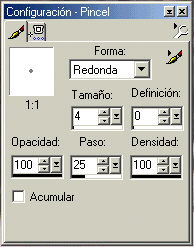 Configuración - Pincel
Forma:
Redonda
1:1
Tamaño: Definición:
4 0
Opacidad: Paso: Densidad:
100 25 100
Acumular